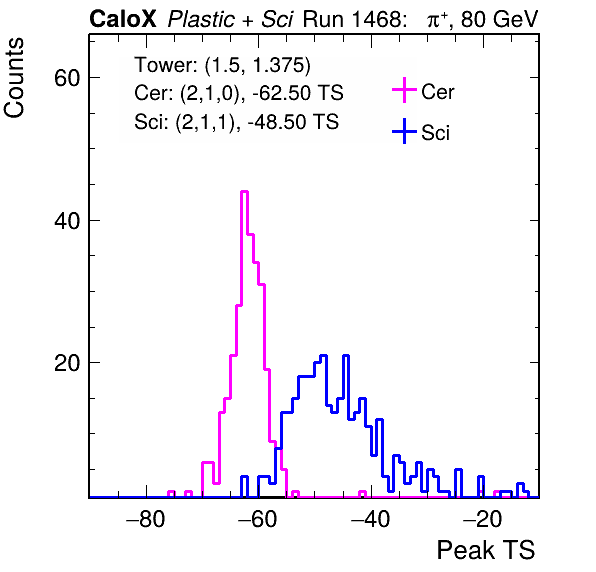 CaloX Plastic + Sci Run 1468: π⁺, 80 GeV
Counts
Tower: (1.5, 1.375)
Cer: (2,1,0), -62.50 TS
Sci: (2,1,1), -48.50 TS
Cer
Sci
60
40
20
−80 −60 −40 −20
Peak TS